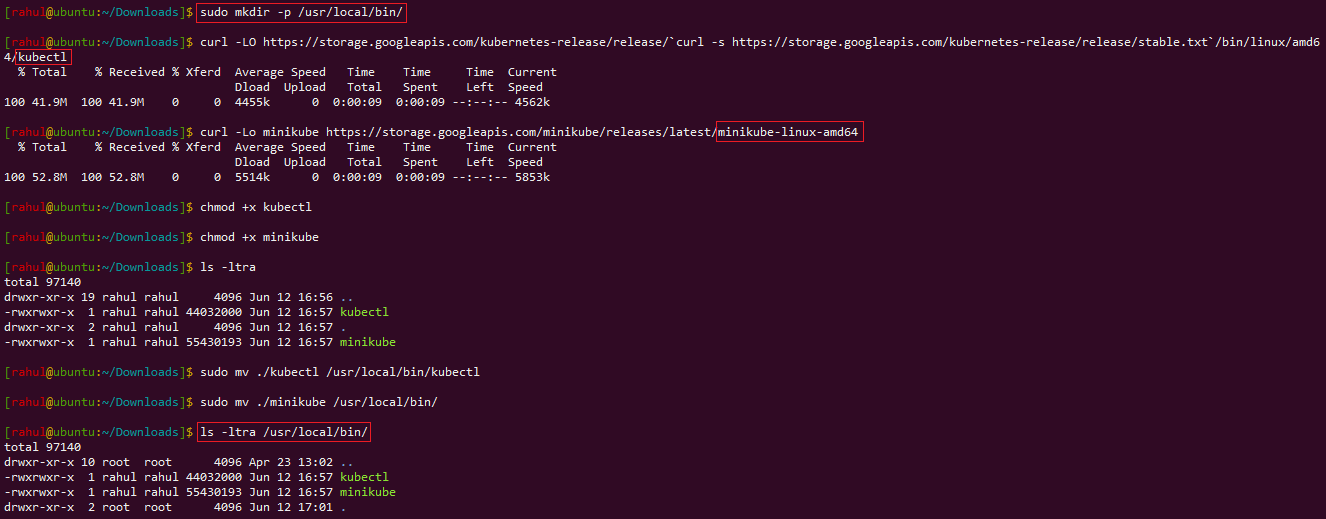 [rahul@ubuntu:~/Downloads]$ sudo mkdir -p /usr/local/bin/
[rahul@ubuntu:~/Downloads]$ curl -LO https://storage.googleapis.com/kubernetes-release/release/`curl -s https://storage.googleapis.com/kubernetes-release/release/stable.txt`/bin/linux/amd6
4/kubectl
  % Total    % Received % Xferd  Average Speed   Time    Time     Time  Current
                                 Dload  Upload   Total   Spent    Left  Speed
100 41.9M  100 41.9M    0     0  4455k      0  0:00:09  0:00:09 --:--:-- 4562k
[rahul@ubuntu:~/Downloads]$ curl -Lo minikube https://storage.googleapis.com/minikube/releases/latest/minikube-linux-amd64
  % Total    % Received % Xferd  Average Speed   Time    Time     Time  Current
                                 Dload  Upload   Total   Spent    Left  Speed
100 52.8M  100 52.8M    0     0  5514k      0  0:00:09  0:00:09 --:--:-- 5853k
[rahul@ubuntu:~/Downloads]$ chmod +x kubectl
[rahul@ubuntu:~/Downloads]$ chmod +x minikube
[rahul@ubuntu:~/Downloads]$ ls -ltra
total 97140
drwxr-xr-x 19 rahul rahul     4096 Jun 12 16:56 ..
-rwxrwxr-x  1 rahul rahul 44032000 Jun 12 16:57 kubectl
drwxr-xr-x  2 rahul rahul     4096 Jun 12 16:57 .
-rwxrwxr-x  1 rahul rahul 55430193 Jun 12 16:57 minikube
[rahul@ubuntu:~/Downloads]$ sudo mv ./kubectl /usr/local/bin/kubectl
[rahul@ubuntu:~/Downloads]$ sudo mv ./minikube /usr/local/bin/
[rahul@ubuntu:~/Downloads]$ ls -ltra /usr/local/bin/
total 97140
drwxr-xr-x 10 root  root      4096 Apr 23 13:02 ..
-rwxrwxr-x  1 rahul rahul 44032000 Jun 12 16:57 kubectl
-rwxrwxr-x  1 rahul rahul 55430193 Jun 12 16:57 minikube
drwxr-xr-x  2 root  root      4096 Jun 12 17:01 .